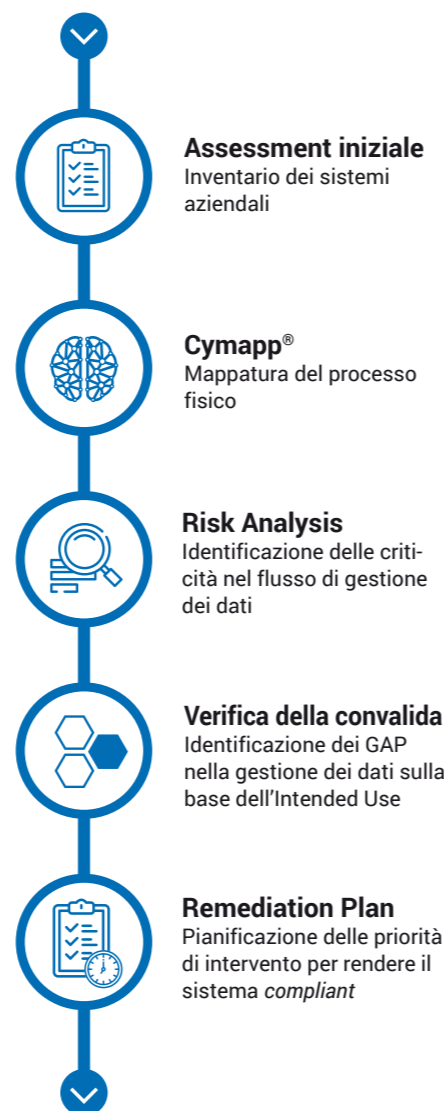 Assessment iniziale
Inventario dei sistemi
aziendali
Cymapp®
Mappatura del processo
fisico
Risk Analysis
Identificazione delle criti-
cità nel flusso di gestione
dei dati
Verifica della convalida
Identificazione dei GAP
nella gestione dei dati sulla
base dell’Intended Use
Remediation Plan
Pianificazione delle priorità
di intervento per rendere il
sistema compliant